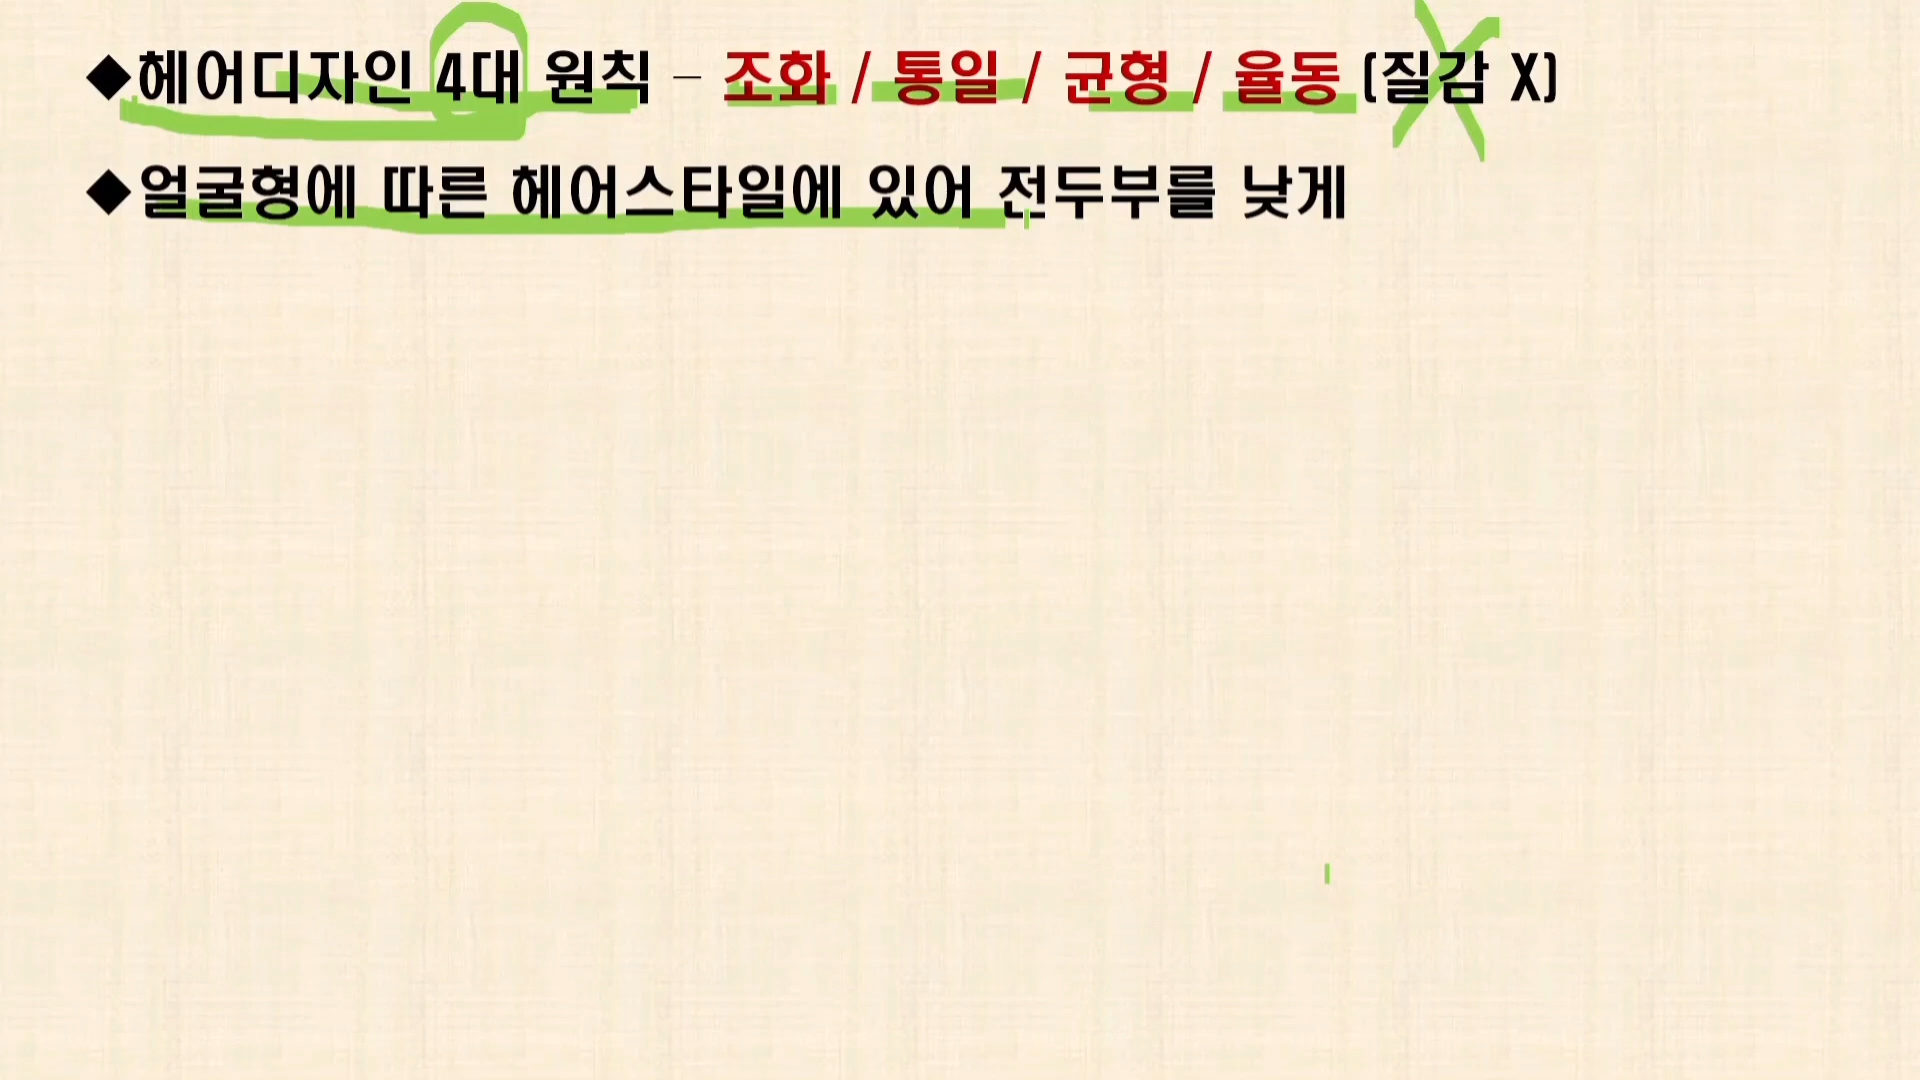 ◆헤어디자인 4대 원칙 – 조화 / 통일 / 균형 / 율동 (질감 X)
◆얼굴형에 따른 헤어스타일에 있어 전두부를 낮게